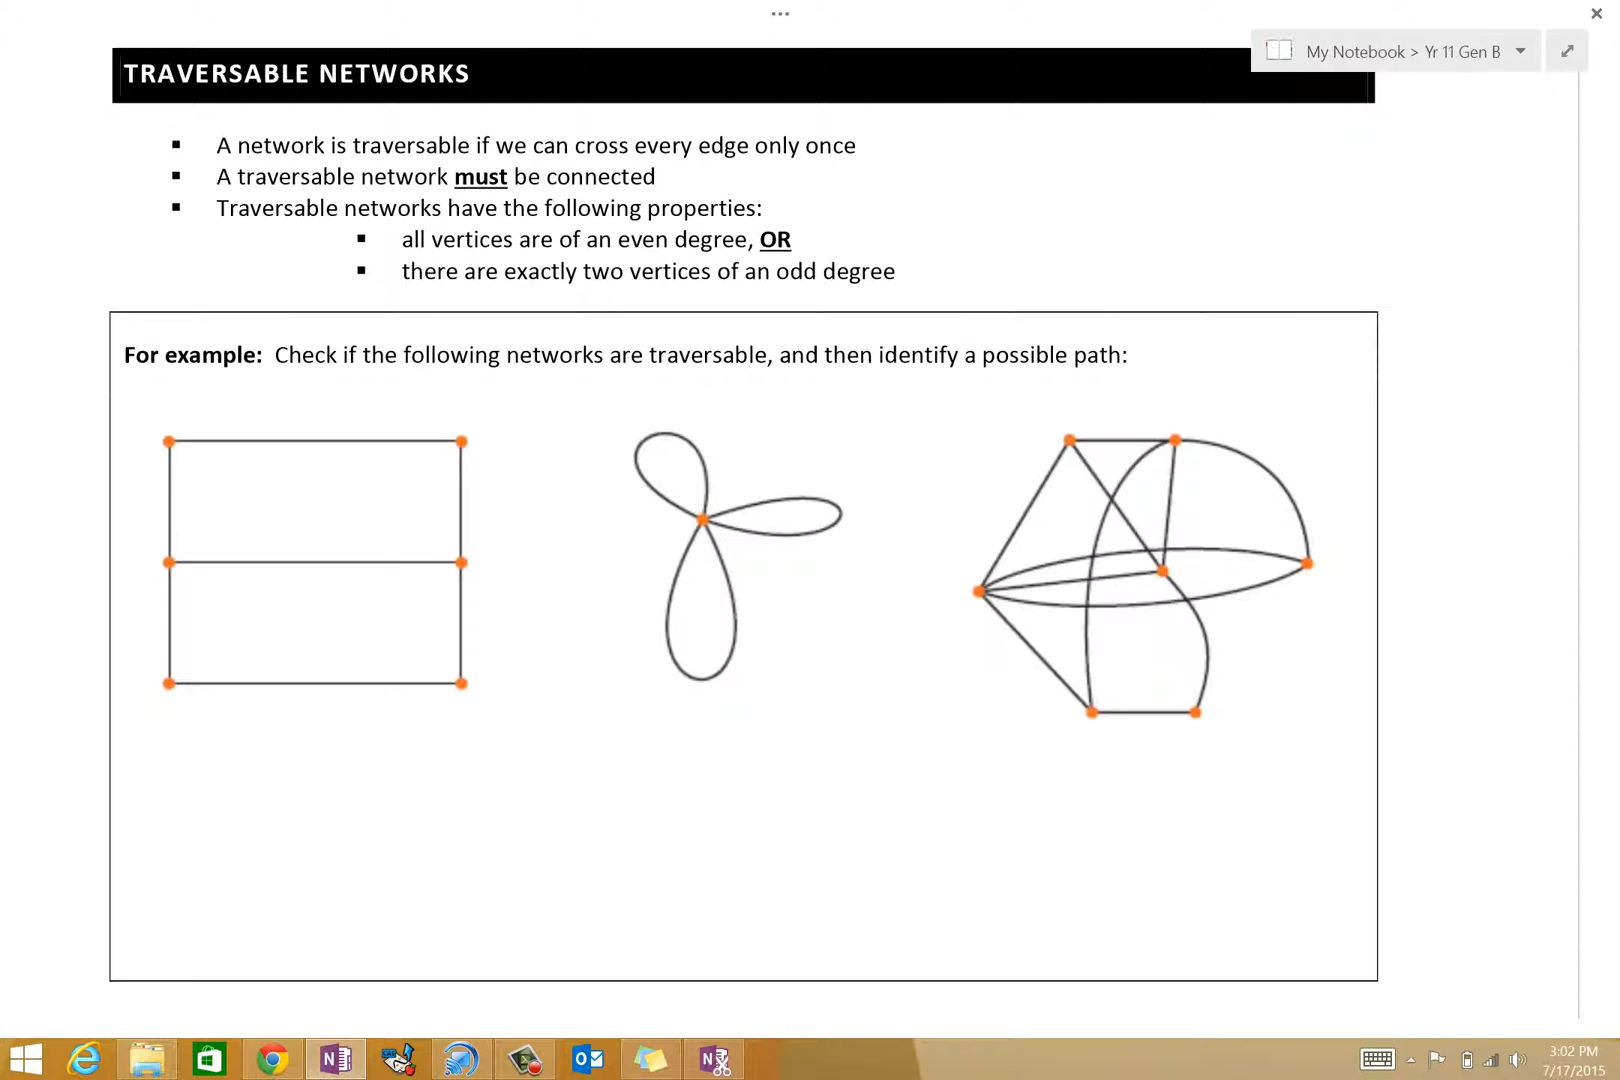 My Notebook > Yr 11 Gen B
TRAVERSABLE NETWORKS
▪ A network is traversable if we can cross every edge only once
▪ A traversable network must be connected
▪ Traversable networks have the following properties:
▪ all vertices are of an even degree, OR
▪ there are exactly two vertices of an odd degree
For example: Check if the following networks are traversable, and then identify a possible path:
3:02 PM
7/17/2015